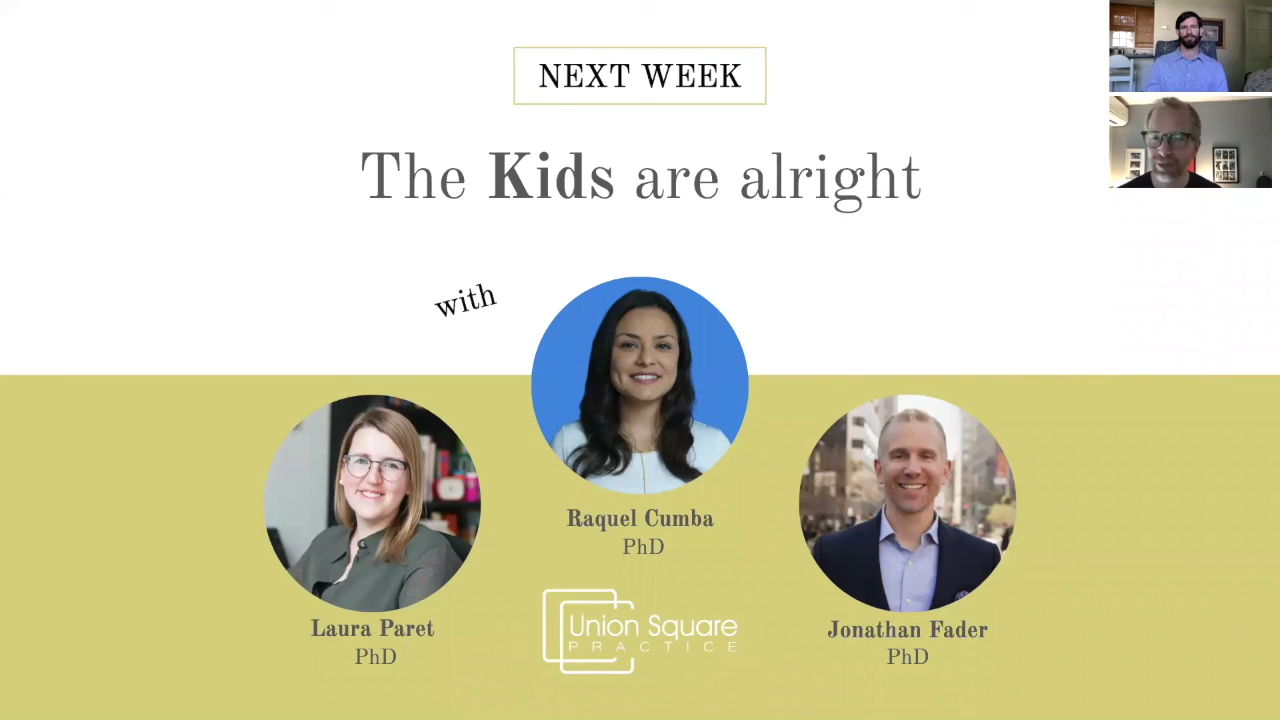 NEXT WEEK
The Kids are alright
with
Raquel Cumba
PhD
Laura Paret
PhD
Jonathan Fader
PhD
Union Square
PRACTICE